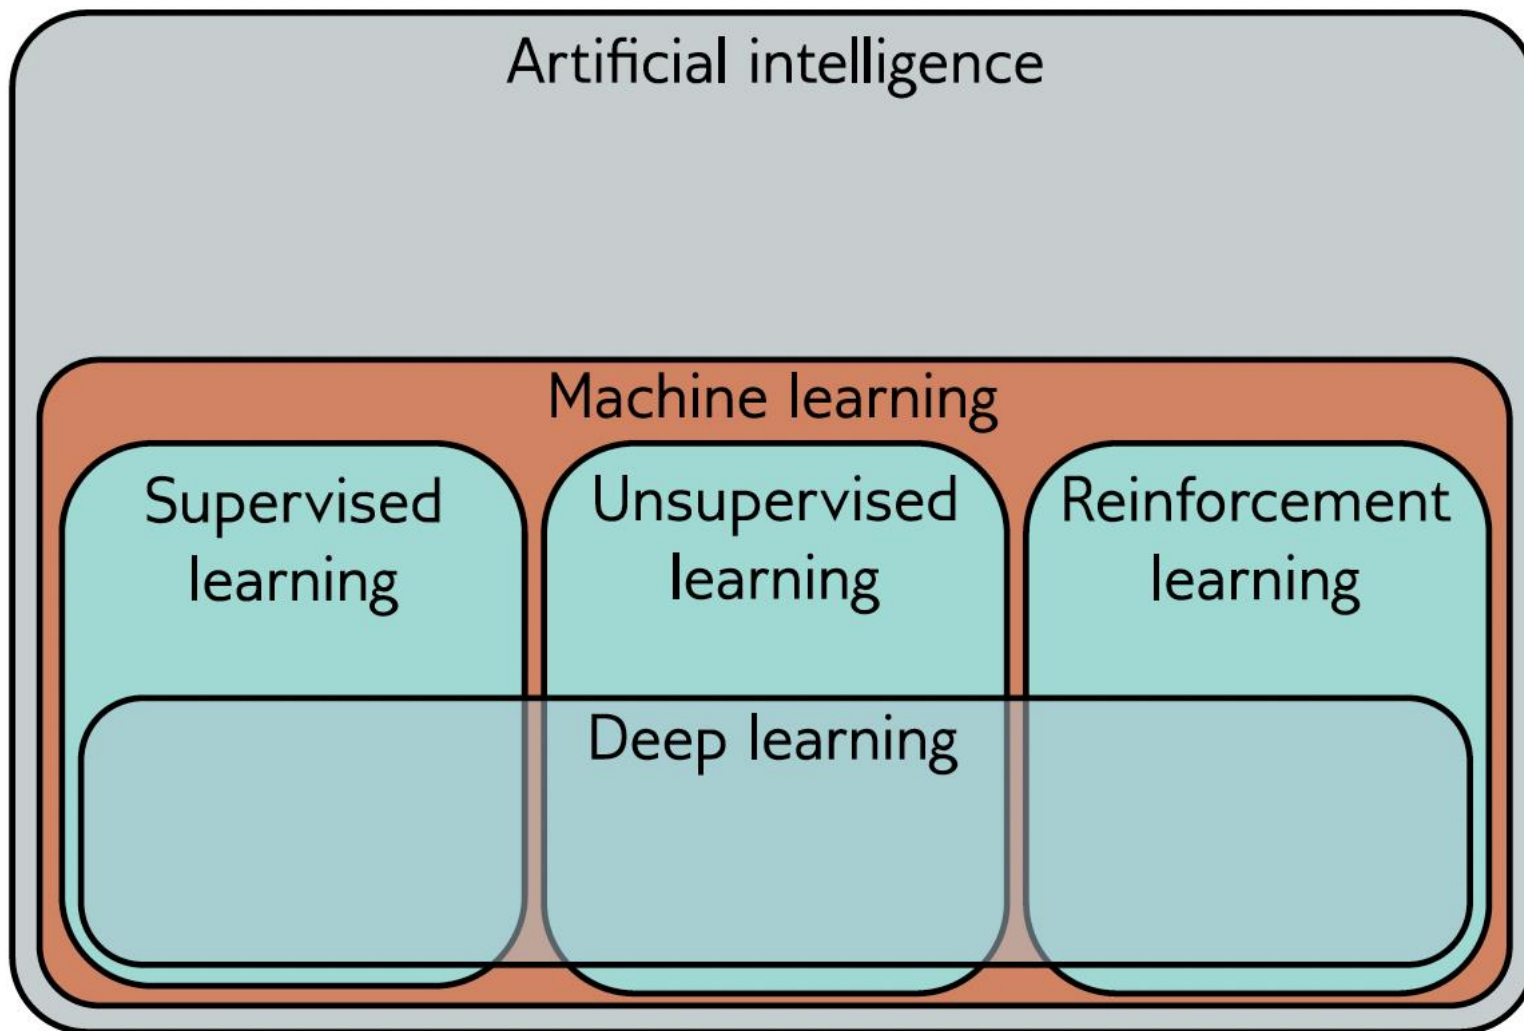 Artificial intelligence
Machine learning
Supervised
learning
Unsupervised
learning
Reinforcement
learning
Deep learning